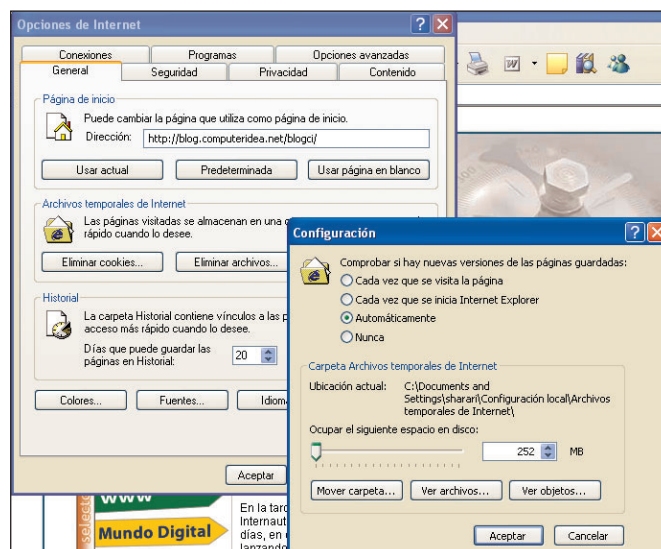 Opciones de Internet
Conexiones Programas Opciones avanzadas
General Seguridad Privacidad Contenido
Página de inicio
Puede cambiar la página que utiliza como página de inicio.
Dirección: http://blog.computeridea.net/blogci/
Usar actual Predeterminada Usar página en blanco
Archivos temporales de Internet
Las páginas visitadas se almacenan en una
rápido cuando lo desee.
Eliminar cookies... Eliminar archivos...
Historial
La carpeta Historial contiene vínculos a las
acceso más rápido cuando lo desee.
Días que puede guardar las
páginas en Historial: 20
Colores... Fuentes...
Aceptar
Configuración
Comprobar si hay nuevas versiones de las páginas guardadas:
Cada vez que se visita la página
Cada vez que se inicia Internet Explorer
Automáticamente
Nunca
Carpeta Archivos temporales de Internet
Ubicación actual: C:\Documents and
Settings\sharari\Configuración local\Archivos
temporales de Internet\
Ocupar el siguiente espacio en disco:
252 MB
Mover carpeta... Ver archivos... Ver objetos...
Aceptar Cancelar
www
Mundo Digital
En la
días, en
lanzando